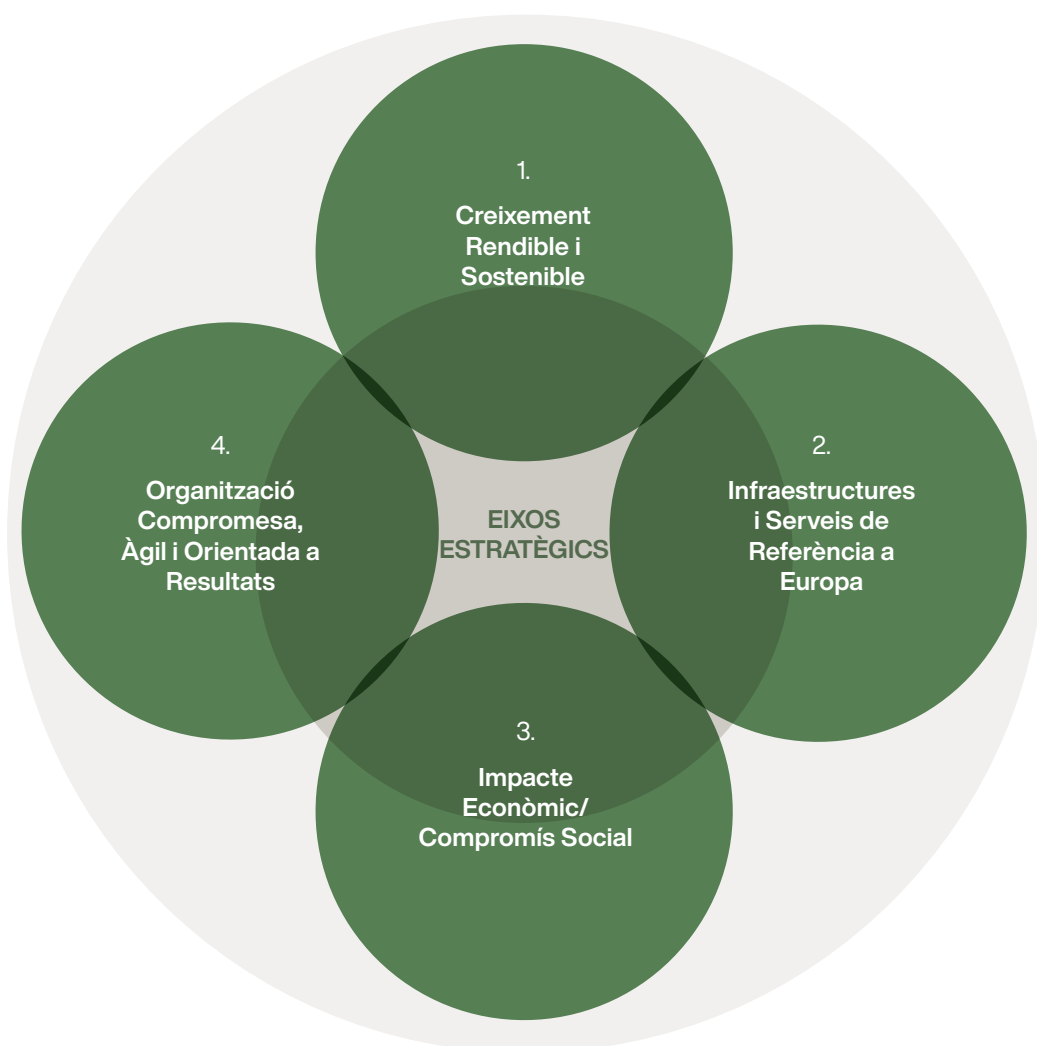 1.
Creixement
Rendible i
Sostenible
2.
Infraestructures
i Serveis de
Referència a
Europa
3.
Impacte
Econòmic/
Compromís Social
4.
Organització
Compromesa,
Àgil i Orientada a
Resultats
EIXOS
ESTRATÈGICS